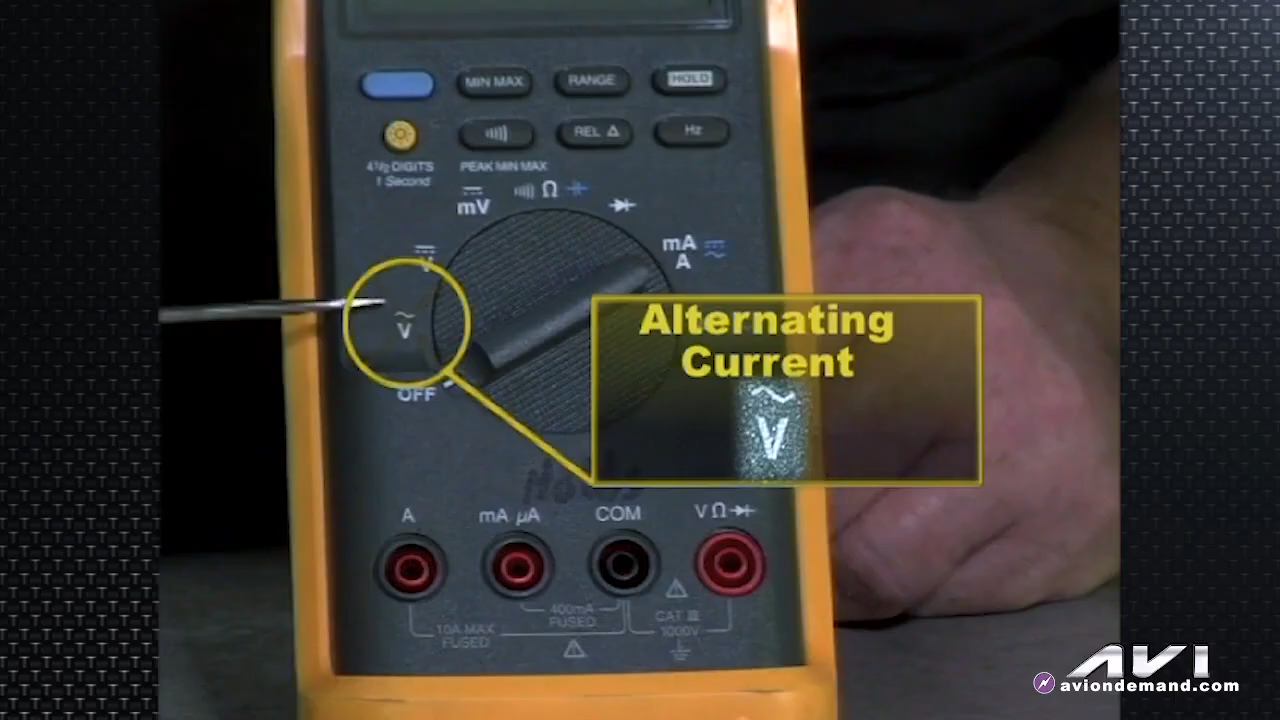 MIN MAX
RANGE
HOLD
REL Δ
Hz
4½ DIGITS
1 Second
PEAK MIN MAX
mV
Ω
mA
A
V
V
OFF
Alternating
Current
V
A
mA µA
COM
V Ω
400mA
FUSED
10A MAX
FUSED
CAT III
1000V
AVI
aviondemand.com